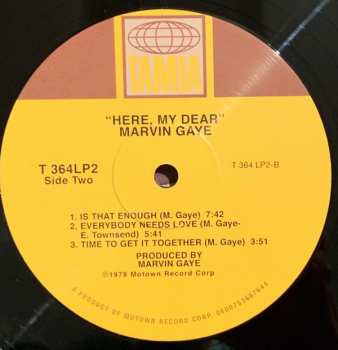 TAMLA
"HERE, MY DEAR"
MARVIN GAYE
T 364LP2
Side Two
T 364 LP2-B
1. IS THAT ENOUGH (M. Gaye) 7:42
2. EVERYBODY NEEDS LOVE (M. Gaye-
E. Townsend) 5:41
3. TIME TO GET IT TOGETHER (M. Gaye) 3:51
PRODUCED BY
MARVIN GAYE
©1978 Motown Record Corp
A PRODUCT OF MOTOWN RECORD CORP.